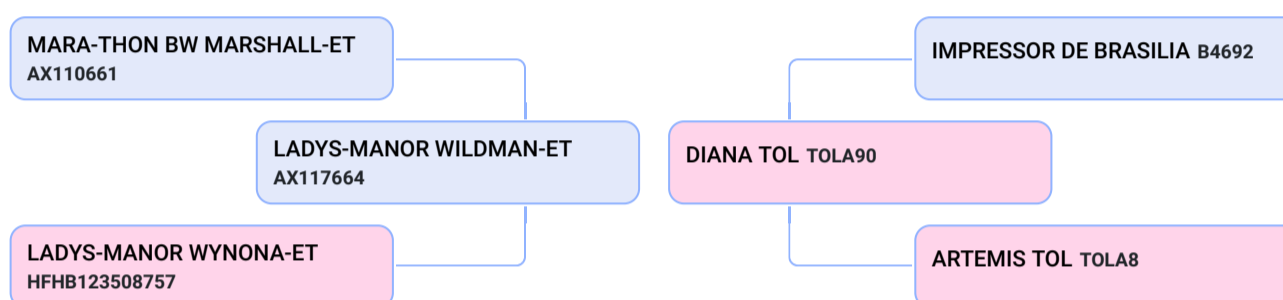 MARA-THON BW MARSHALL-ET
AX110661
IMPRESSOR DE BRASILIA B4692
LADYS-MANOR WILDMAN-ET
AX117664
DIANA TOL TOLA90
LADYS-MANOR WYNONA-ET
HFHB123508757
ARTEMIS TOL TOLA8